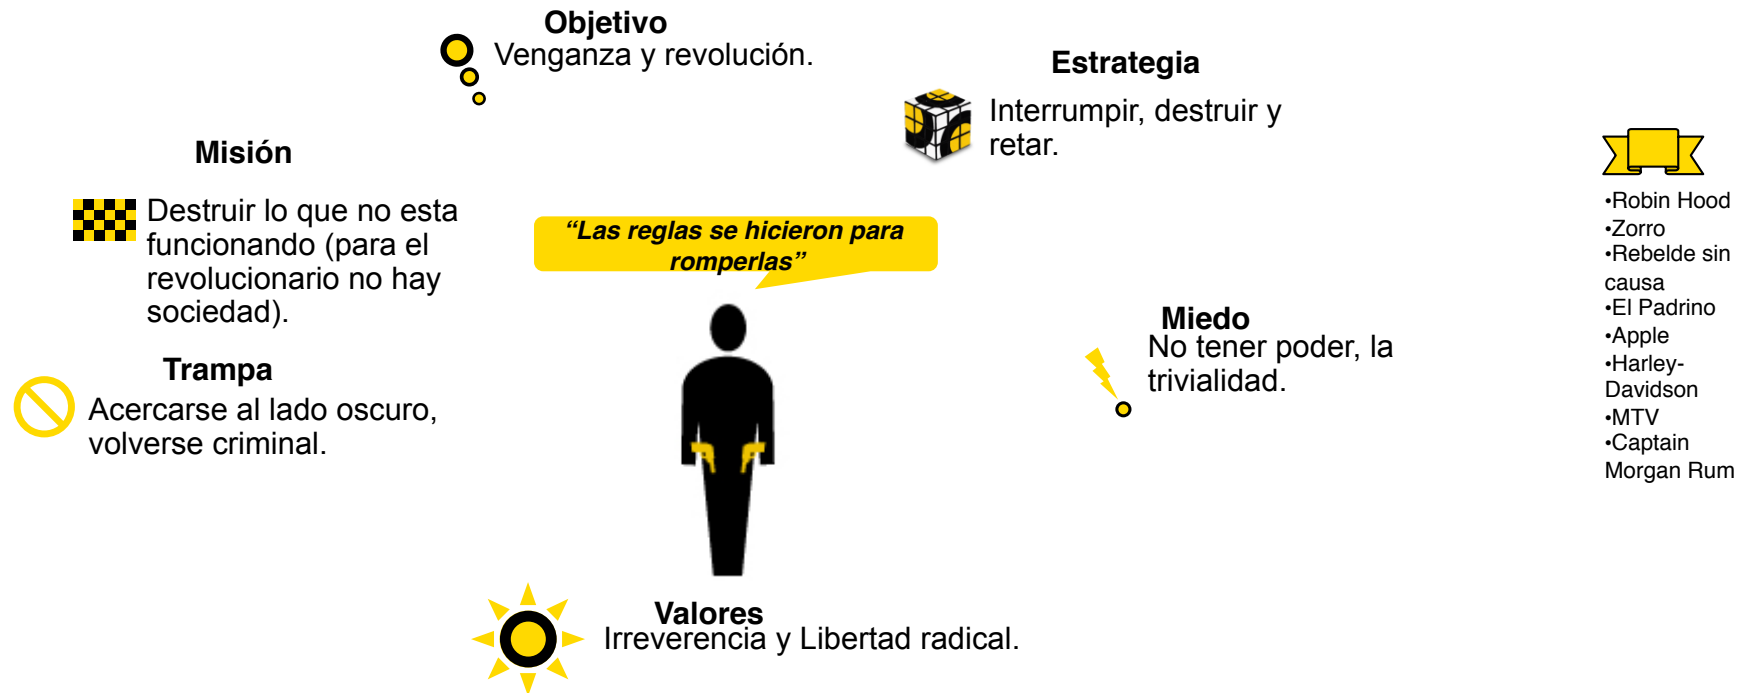 Objetivo
Venganza y revolución.
Estrategia
Interrumpir, destruir y
retar.
Misión
Destruir lo que no esta
funcionando (para el
revolucionario no hay
sociedad).
“Las reglas se hicieron para
romperlas”
Trampa
Acercarse al lado oscuro,
volverse criminal.
Miedo
No tener poder, la
trivialidad.
Valores
Irreverencia y Libertad radical.
•Robin Hood
•Zorro
•Rebelde sin
causa
•El Padrino
•Apple
•Harley-
Davidson
•MTV
•Captain
Morgan Rum